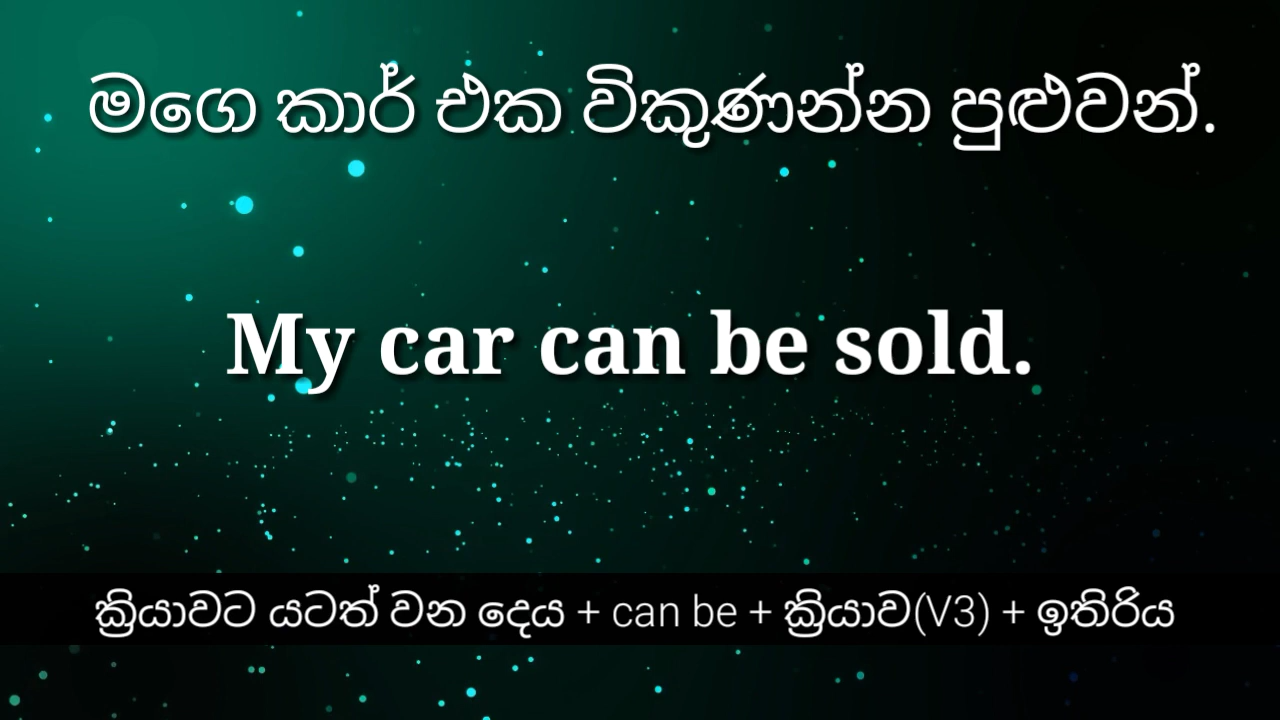 මගෙ කාර් එක විකුණන්න පුළුවන්.
My car can be sold.
ක්‍රියාවට යටත් වන දෙය + can be + ක්‍රියාව(V3) + ඉතිරිය